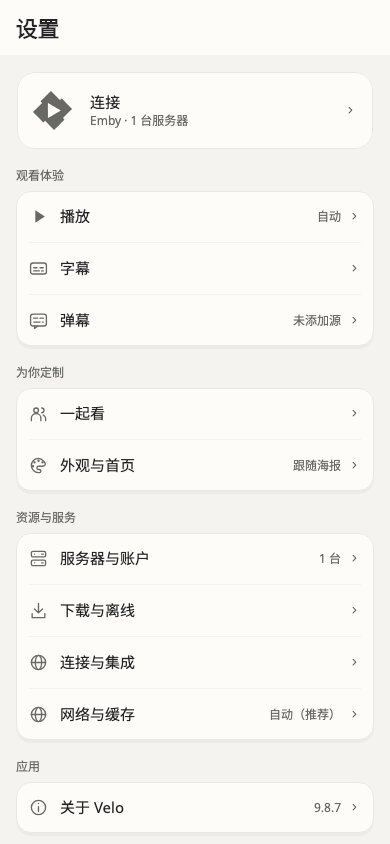 设置
连接
Emby · 1 台服务器
观看体验
播放 自动
字幕
弹幕 未添加源
为你定制
一起看
外观与首页 跟随海报
资源与服务
服务器与账户 1 台
下载与离线
连接与集成
网络与缓存 自动（推荐）
应用
关于 Velo 9.8.7